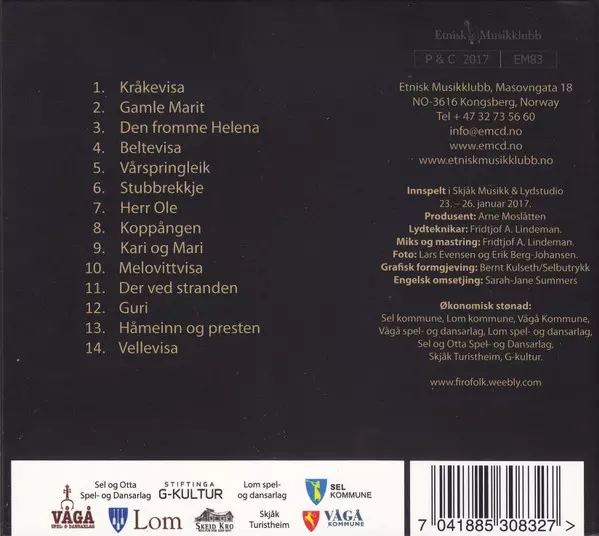 Etnisk Musikklubb
P & C 2017 EM83
1. Kråkevisa
2. Gamle Marit
3. Den fromme Helena
4. Beltevisa
5. Vårspringleik
6. Stubbrekkje
7. Herr Ole
8. Koppången
9. Kari og Mari
10. Melovittvisa
11. Der ved stranden
12. Guri
13. Håmeinn og presten
14. Vellevisa
Etnisk Musikklubb, Masovngata 18
NO-3616 Kongsberg, Norway
Tel + 47 32 73 56 60
info@emcd.no
www.emcd.no
www.etniskmusikklubb.no
Innspelt i Skjåk Musikk & Lydstudio
23. – 26. januar 2017.
Produsent: Arne Moslåtten
Lydteknikar: Fridtjof A. Lindeman.
Miks og mastring: Fridtjof A. Lindeman.
Foto: Lars Evensen og Erik Berg-Johansen.
Grafisk formgjeving: Bernt Kulseth/Selbutrykk
Engelsk omsetjing: Sarah-Jane Summers
Økonomisk stønad:
Sel kommune, Lom kommune, Vågå Kommune,
Vågå spel- og dansarlag, Lom spel- og dansarlag,
Sel og Otta Spel- og Dansarlag,
Skjåk Turistheim, G-kultur.
www.firofolk.weebly.com
Sel og Otta
Spel- og Dansarlag
STIFTINGA
G-KULTUR
Lom spel-
og dansarlag
SEL
KOMMUNE
VÅGÅ
SPEL- & DANSARLAG
Lom
SKEID KRO
Skjåk
Turistheim
VÅGÅ
KOMMUNE
7 041885 308327 >